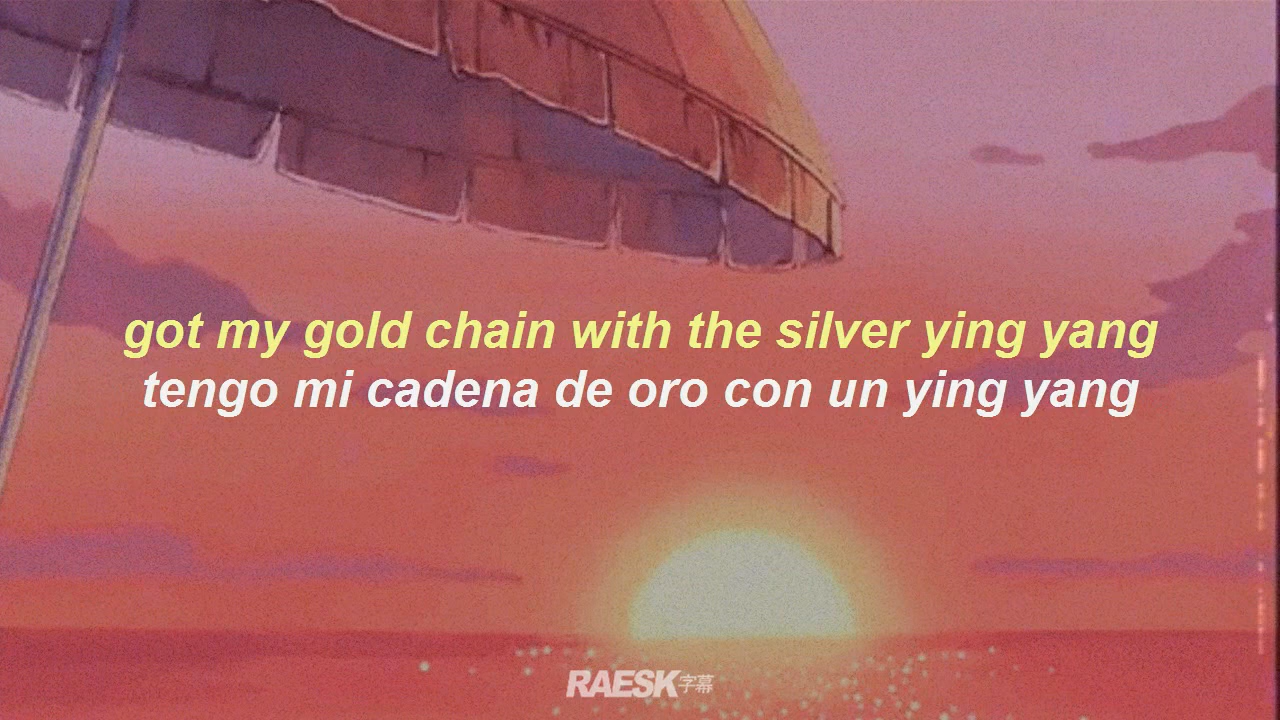 got my gold chain with the silver ying yang
tengo mi cadena de oro con un ying yang
RAESK字幕